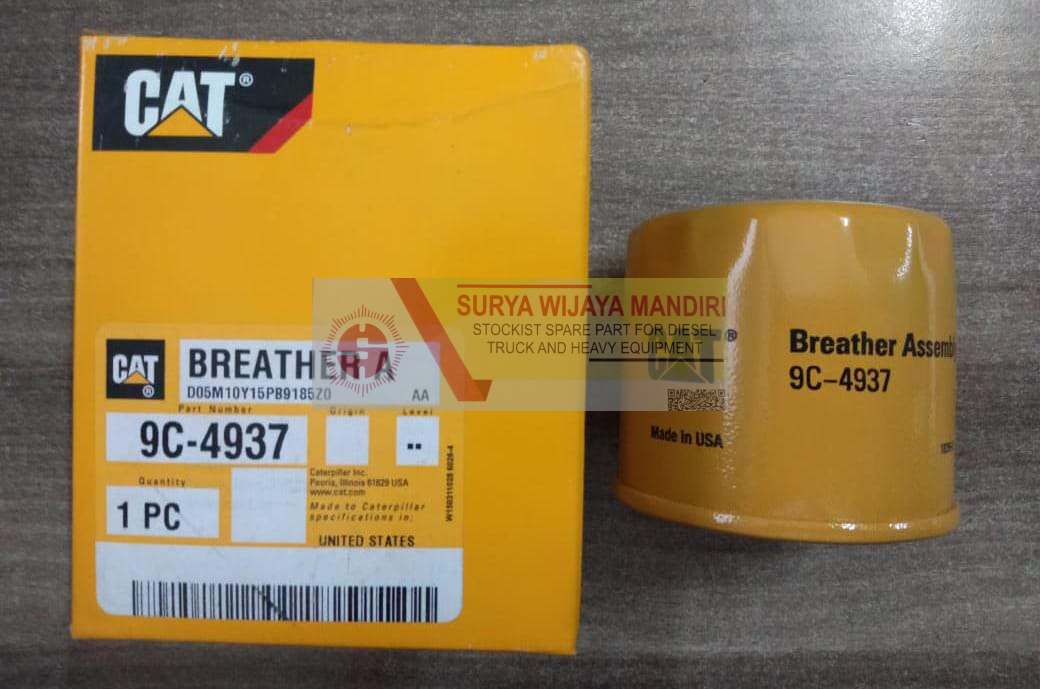 CAT®
CAT®
BREATHER A
D05M10Y15PB9185Z0 AA
Part Number Origin Level
9C-4937 --
Quantity
1 PC
Caterpillar Inc.
Peoria, Illinois 61629 USA
www.cat.com
Made to Caterpillar
specifications in:
UNITED STATES
SURYA WIJAYA MANDIRI
STOCKIST SPARE PART FOR DIESEL
TRUCK AND HEAVY EQUIPMENT
CAT®
Made in USA
Breather Assemb
9C-4937